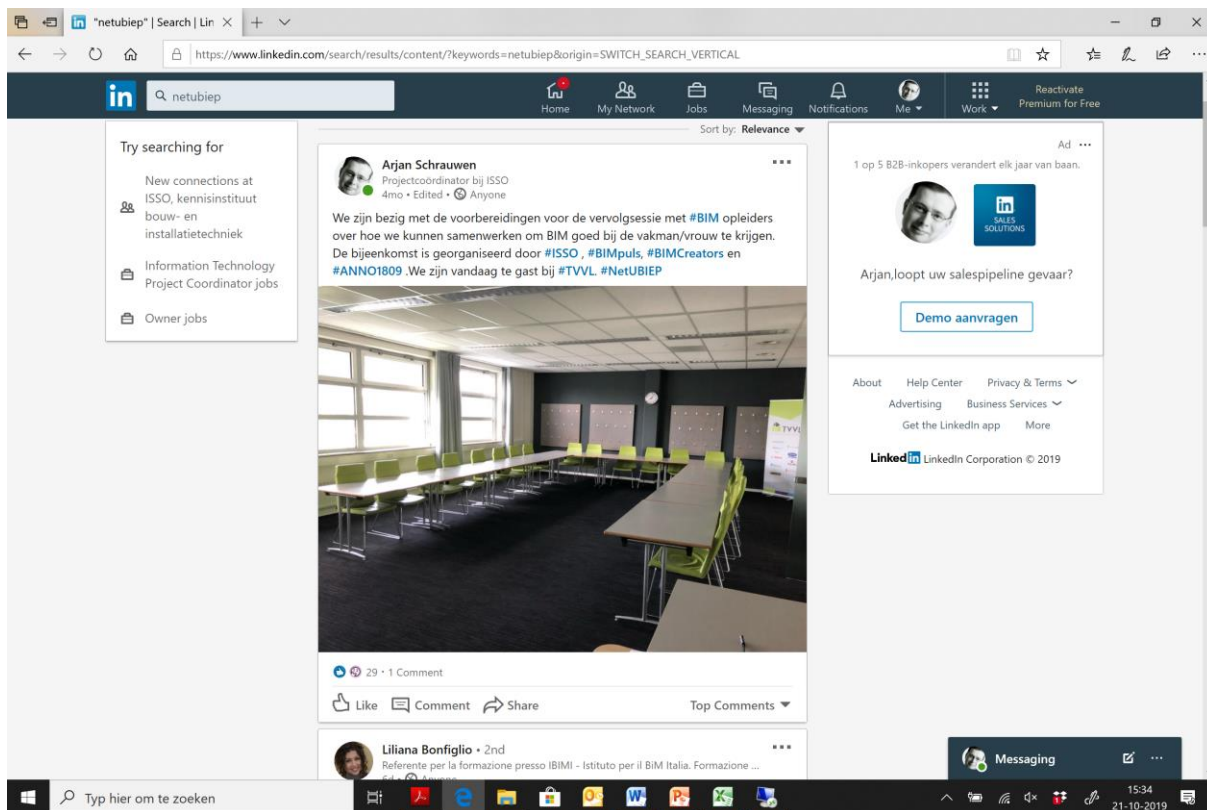 "netubiep" | Search | Lin
https://www.linkedin.com/search/results/content/?keywords=netubiep&origin=SWITCH_SEARCH_VERTICAL
in
netubiep
Home
My Network
Jobs
Messaging
Notifications
Me
Work
Reactivate
Premium for Free
Try searching for
New connections at
ISSO, kennisinstituut
bouw- en
installatietechniek
Information Technology
Project Coordinator jobs
Owner jobs
Sort by: Relevance
Arjan Schrauwen
Projectcoördinator bij ISSO
4mo • Edited • Anyone
We zijn bezig met de voorbereidingen voor de vervolgsessie met #BIM opleiders
over hoe we kunnen samenwerken om BIM goed bij de vakman/vrouw te krijgen.
De bijeenkomst is georganiseerd door #ISSO , #BIMpuls, #BIMCreators en
#ANNO1809 .We zijn vandaag te gast bij #TVVL. #NetUBIEP
TVVL
29 • 1 Comment
Like
Comment
Share
Top Comments
Liliana Bonfiglio • 2nd
Referente per la formazione presso IBIMI - Istituto per il BiM Italia. Formazione ...
6d • Anyone
Ad
1 op 5 B2B-inkopers verandert elk jaar van baan.
in
SALES
SOLUTIONS
Arjan,loopt uw salespipeline gevaar?
Demo aanvragen
About
Help Center
Privacy & Terms
Advertising
Business Services
Get the LinkedIn app
More
Linked in LinkedIn Corporation © 2019
Messaging
Typ hier om te zoeken
15:34
21-10-2019